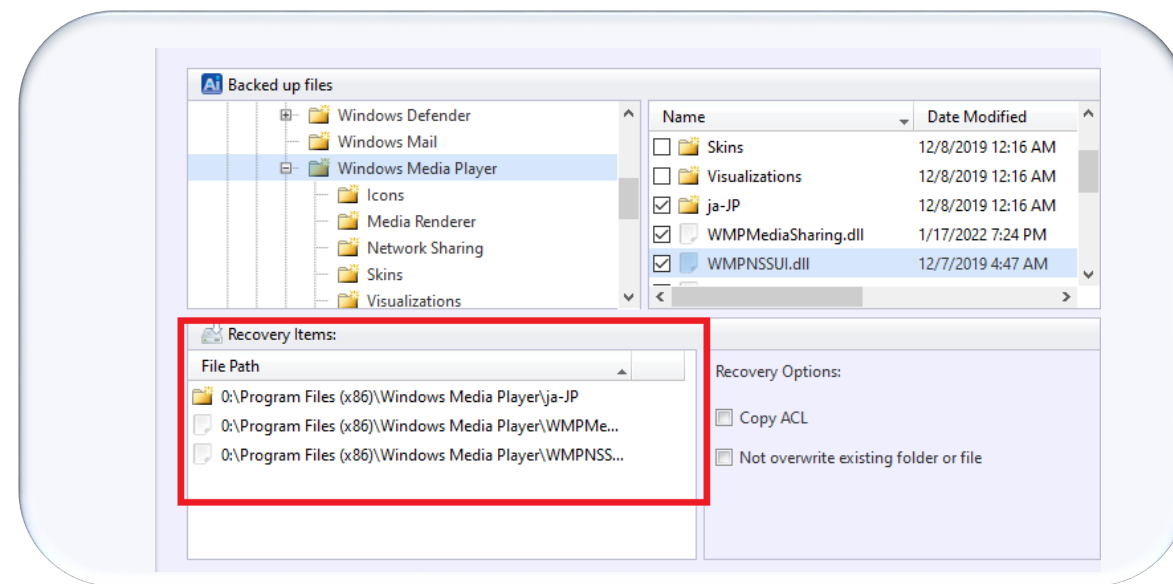 Ai Backed up files
Windows Defender
Windows Mail
Windows Media Player
Icons
Media Renderer
Network Sharing
Skins
Visualizations
Name Date Modified
Skins 12/8/2019 12:16 AM
Visualizations 12/8/2019 12:16 AM
ja-JP 12/8/2019 12:16 AM
WMPMediaSharing.dll 1/17/2022 7:24 PM
WMPNSSUI.dll 12/7/2019 4:47 AM
Recovery Items:
File Path
0:\Program Files (x86)\Windows Media Player\ja-JP
0:\Program Files (x86)\Windows Media Player\WMPMe...
0:\Program Files (x86)\Windows Media Player\WMPNSS...
Recovery Options:
Copy ACL
Not overwrite existing folder or file